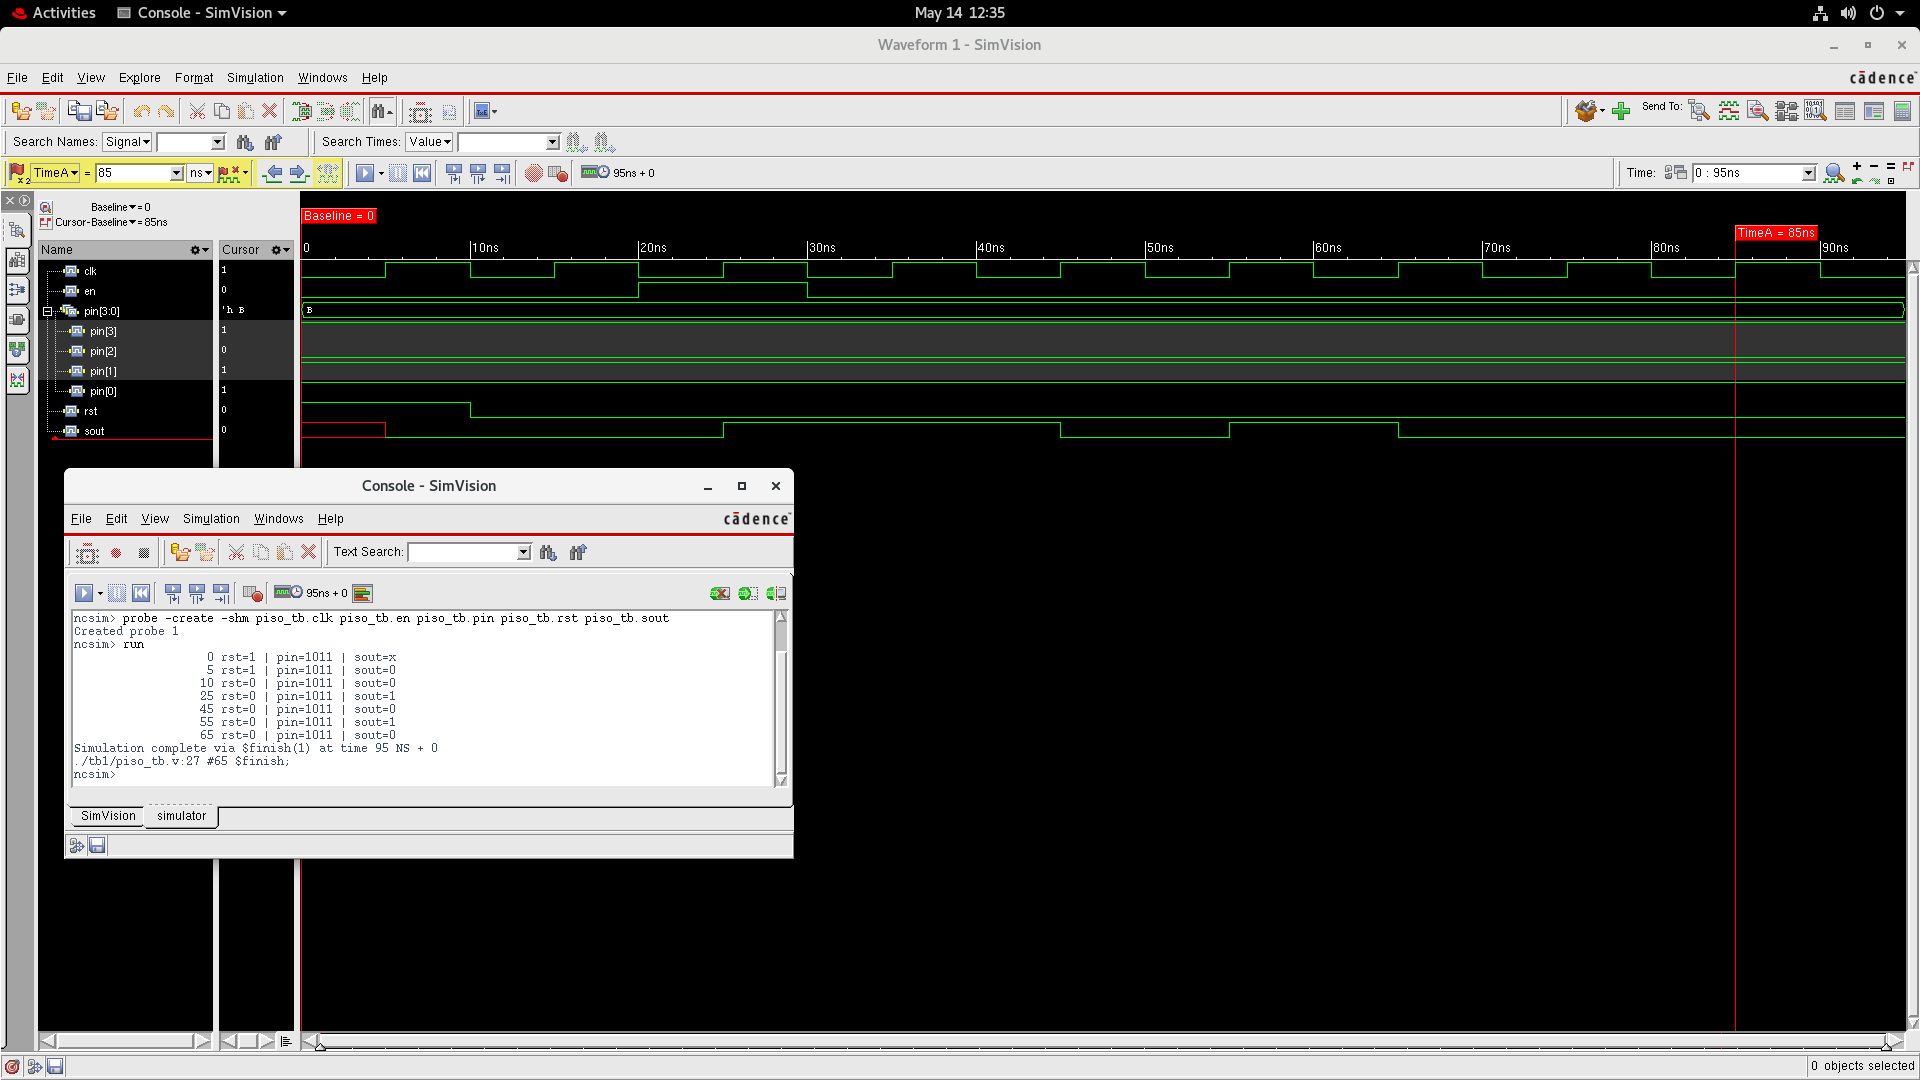 Activities Console - SimVision May 14 12:35
Waveform 1 - SimVision
File Edit View Explore Format Simulation Windows Help cādence
Send To:
Search Names: Signal Search Times: Value
TimeA = 85 ns 95ns + 0 Time: 0 : 95ns
Baseline = 0
Cursor-Baseline = 85ns
Baseline = 0
TimeA = 85ns
Name Cursor 0 10ns 20ns 30ns 40ns 50ns 60ns 70ns 80ns 90ns
clk 1
en 0
pin[3:0] 'h B B
pin[3] 1
pin[2] 0
pin[1] 1
pin[0] 1
rst 0
sout 0
Console - SimVision
File Edit View Simulation Windows Help cādence
Text Search:
95ns + 0
ncsim> probe -create -shm piso_tb.clk piso_tb.en piso_tb.pin piso_tb.rst piso_tb.sout
Created probe 1
ncsim> run
0 rst=1 | pin=1011 | sout=x
5 rst=1 | pin=1011 | sout=0
10 rst=0 | pin=1011 | sout=0
25 rst=0 | pin=1011 | sout=1
45 rst=0 | pin=1011 | sout=0
55 rst=0 | pin=1011 | sout=1
65 rst=0 | pin=1011 | sout=0
Simulation complete via $finish(1) at time 95 NS + 0
./tb1/piso_tb.v:27 #65 $finish;
ncsim>
SimVision simulator
0 objects selected